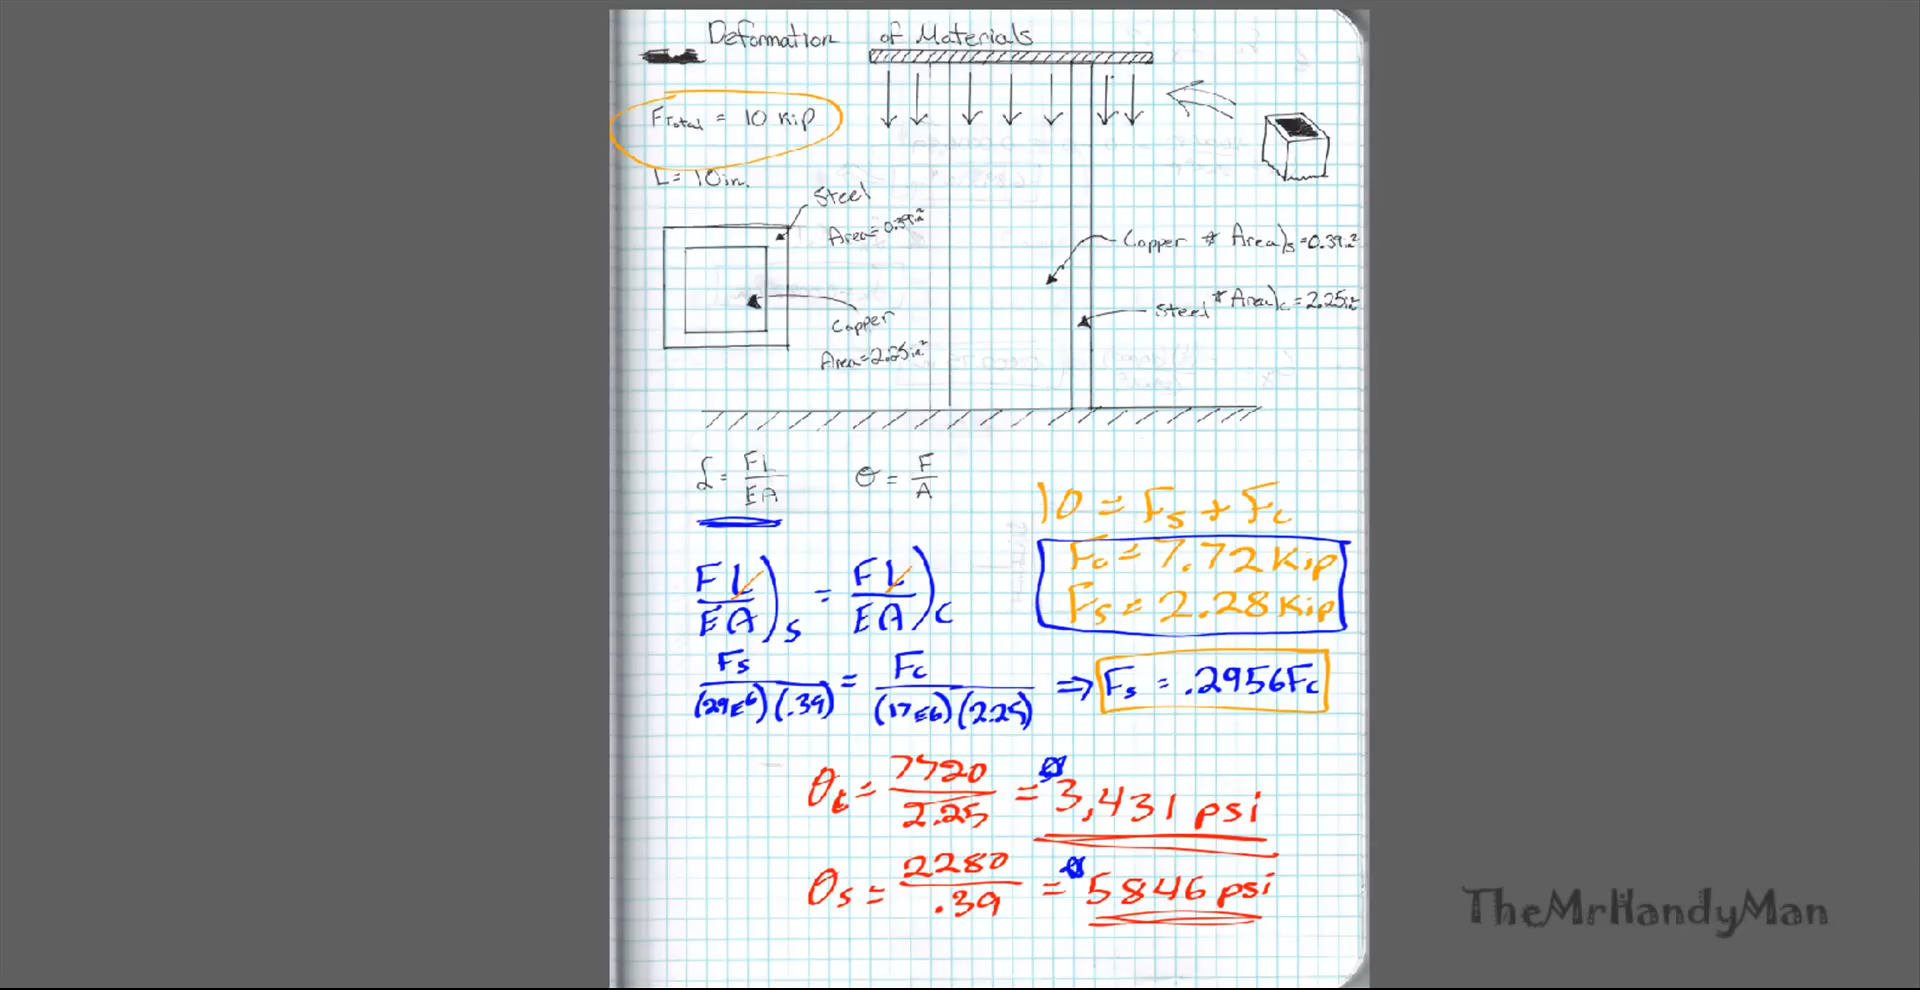 Deformation of Materials
FTotal = 10 Kip
L = 10in.
Steel
Area=0.39in²
Copper * Area)s=0.39in²
Steel * Area)c=2.25in²
Copper
Area=2.25in²
δ = FL/EA
σ = F/A
10 = Fs + Fc
Fc = 7.72 Kip
Fs = 2.28 Kip
FL/EA)s = FL/EA)c
Fs/(29E6)(.39) = Fc/(17E6)(2.25) ⇒ Fs = .2956Fc
σc = 7720/2.25 = 3,431 psi
σs = 2280/.39 = 5846 psi
TheMrHandyMan